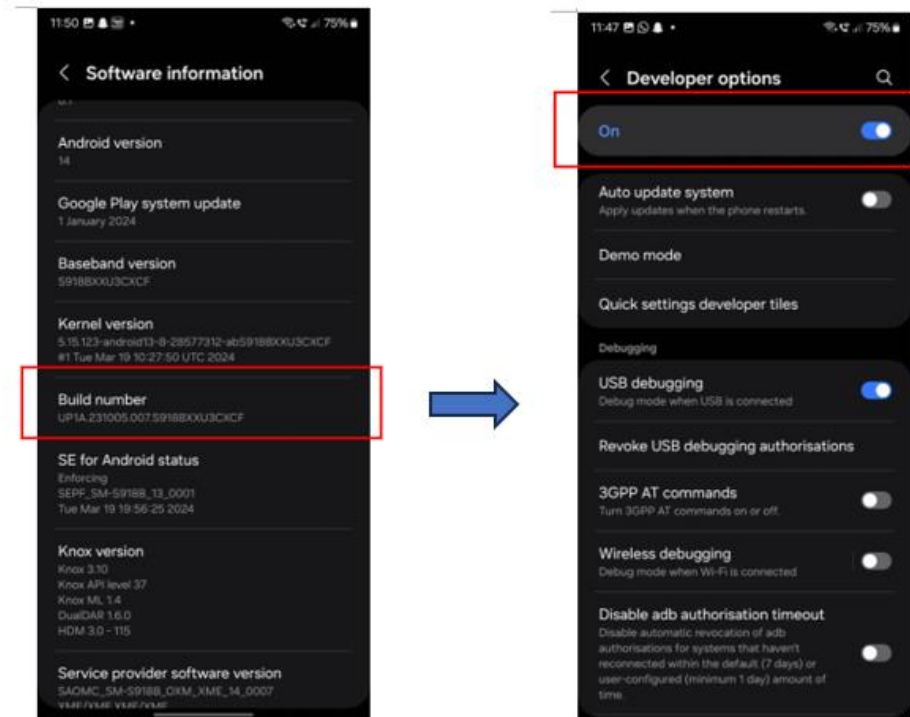 11:50
75%
Software information
Android version
14
Google Play system update
1 January 2024
Baseband version
S918BXXU3CXCF
Kernel version
5.15.123-android13-8-28577312-abS918BXXU3CXCF
#1 Tue Mar 19 10:27:50 UTC 2024
Build number
UP1A.231005.007.S918BXXU3CXCF
SE for Android status
Enforcing
SEPF_SM-S918B_13_0001
Tue Mar 19 19:56:25 2024
Knox version
Knox 3.10
Knox API level 37
Knox ML 1.4
DualDAR 1.6.0
HDM 3.0 - 115
Service provider software version
SAOMC_SM-S918B_OXM_XME_14_0007
XME/XME,XME/XME
11:47
75%
Developer options
On
Auto update system
Apply updates when the phone restarts.
Demo mode
Quick settings developer tiles
Debugging
USB debugging
Debug mode when USB is connected
Revoke USB debugging authorisations
3GPP AT commands
Turn 3GPP AT commands on or off.
Wireless debugging
Debug mode when Wi-Fi is connected
Disable adb authorisation timeout
Disable automatic revocation of adb
authorisations for systems that haven't
reconnected within the default (7 days) or
user-configured (minimum 1 day) amount of
time.